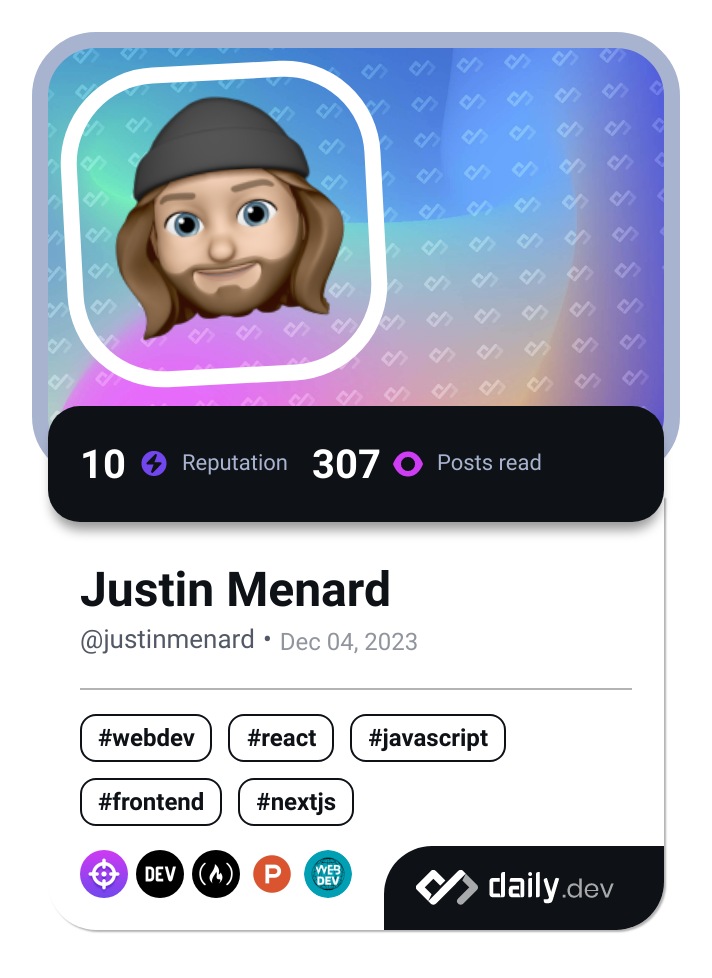 10 Reputation 307 Posts read
Justin Menard
@justinmenard • Dec 04, 2023
#webdev #react #javascript
#frontend #nextjs
DEV P WEB DEV daily.dev